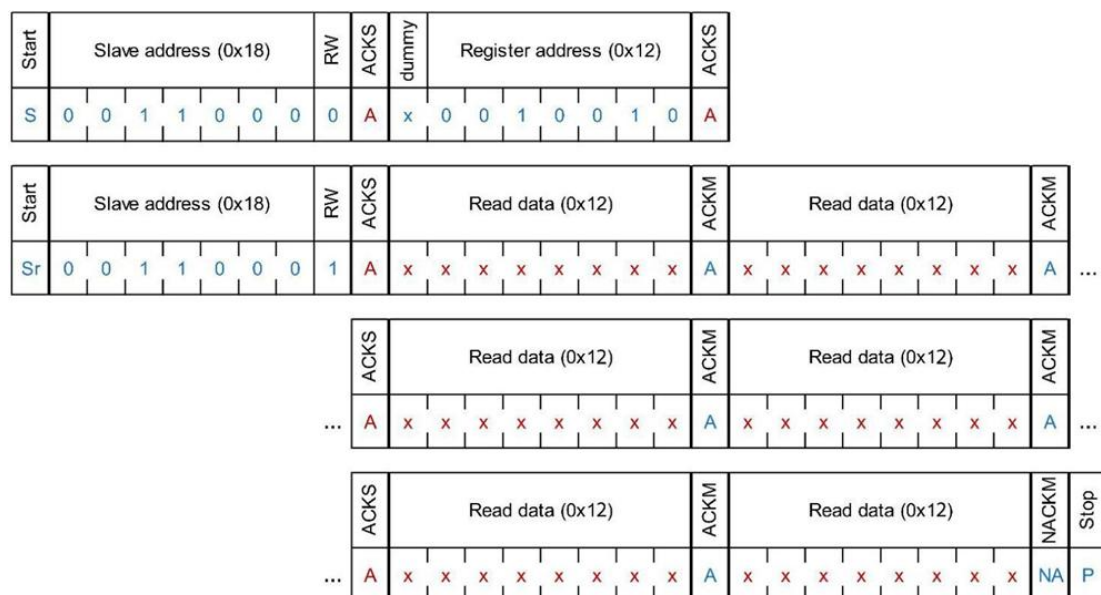 Start Slave address (0x18) RW ACKS dummy Register address (0x12) ACKS
S 0 0 1 1 0 0 0 0 A x 0 0 1 0 0 1 0 A
Start Slave address (0x18) RW ACKS Read data (0x12) ACKM Read data (0x12) ACKM
Sr 0 0 1 1 0 0 0 1 A x x x x x x x x A x x x x x x x x A ...
ACKS Read data (0x12) ACKM Read data (0x12) ACKM
... A x x x x x x x x A x x x x x x x x A ...
ACKS Read data (0x12) ACKM Read data (0x12) NACKM Stop
... A x x x x x x x x A x x x x x x x x NA P